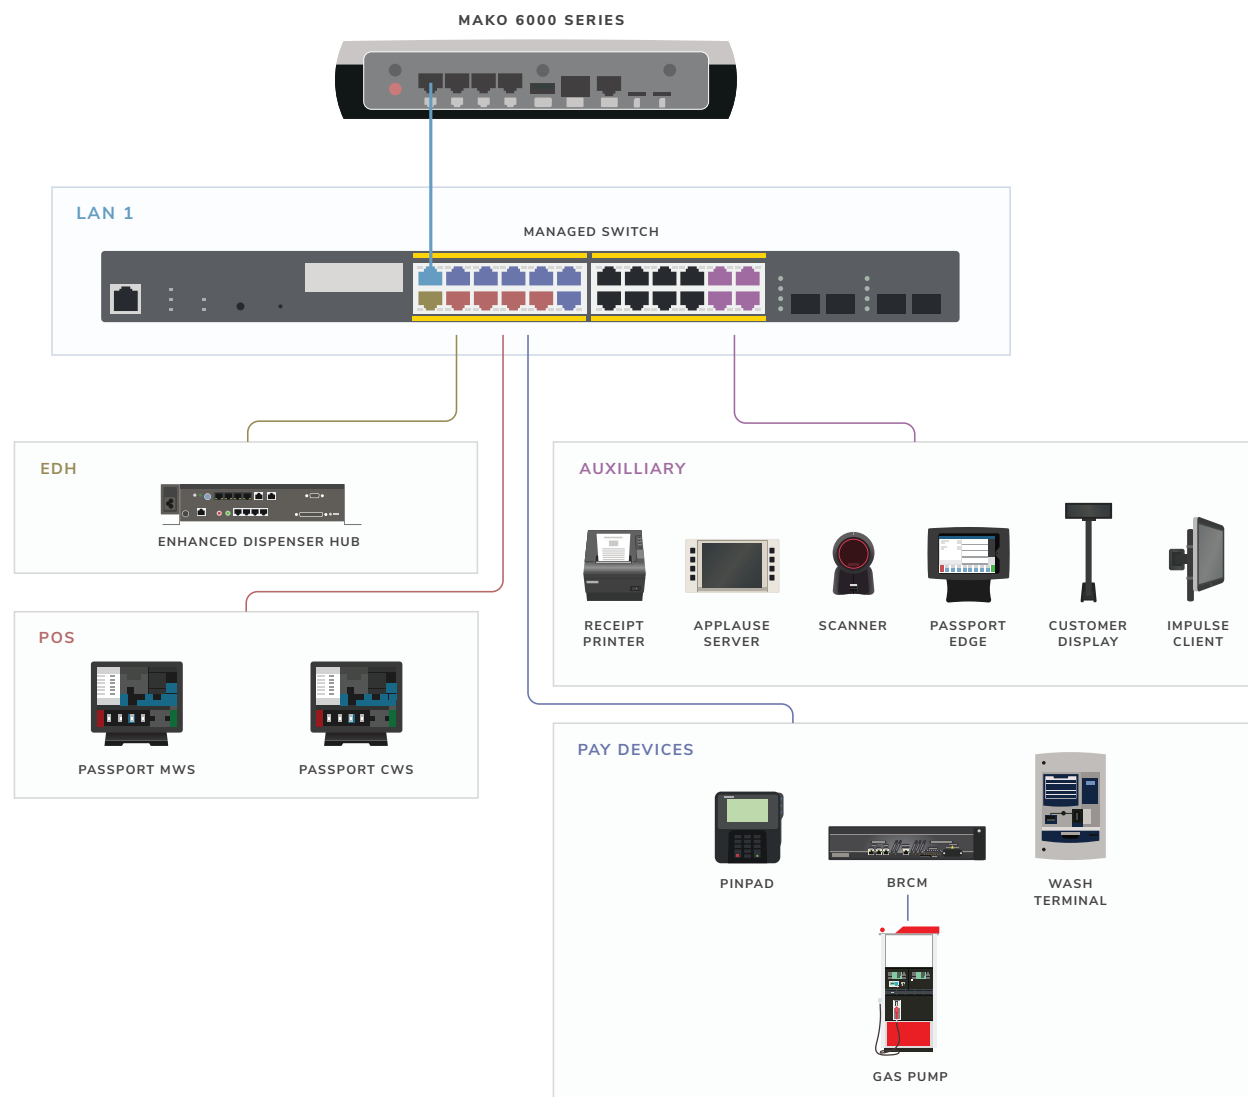 MAKO 6000 SERIES
LAN 1
MANAGED SWITCH
EDH
ENHANCED DISPENSER HUB
AUXILLIARY
RECEIPT
PRINTER
APPLAUSE
SERVER
SCANNER
PASSPORT
EDGE
CUSTOMER
DISPLAY
IMPULSE
CLIENT
POS
PASSPORT MWS
PASSPORT CWS
PAY DEVICES
PINPAD
BRCM
WASH
TERMINAL
GAS PUMP